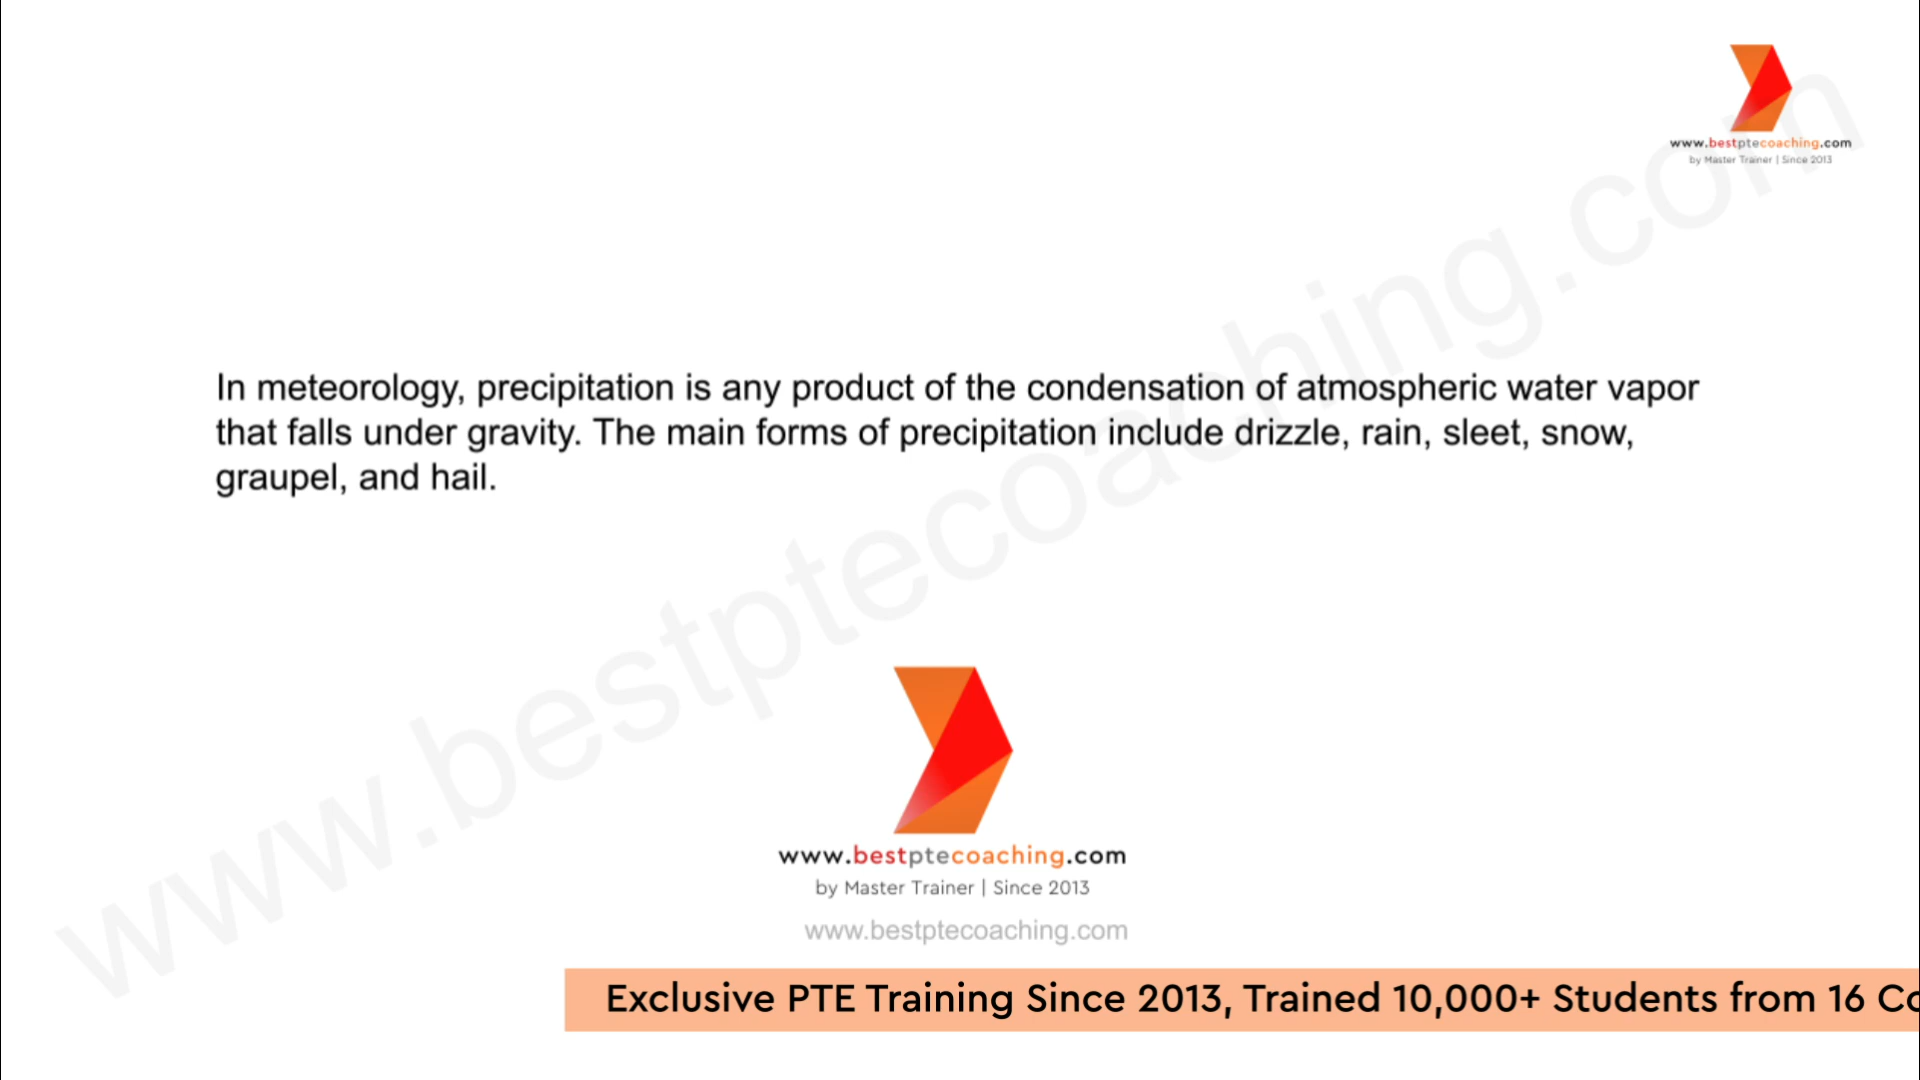 www.bestptecoaching.com
by Master Trainer | Since 2013
In meteorology, precipitation is any product of the condensation of atmospheric water vapor
that falls under gravity. The main forms of precipitation include drizzle, rain, sleet, snow,
graupel, and hail.
www.bestptecoaching.com
www.bestptecoaching.com
by Master Trainer | Since 2013
www.bestptecoaching.com
Exclusive PTE Training Since 2013, Trained 10,000+ Students from 16